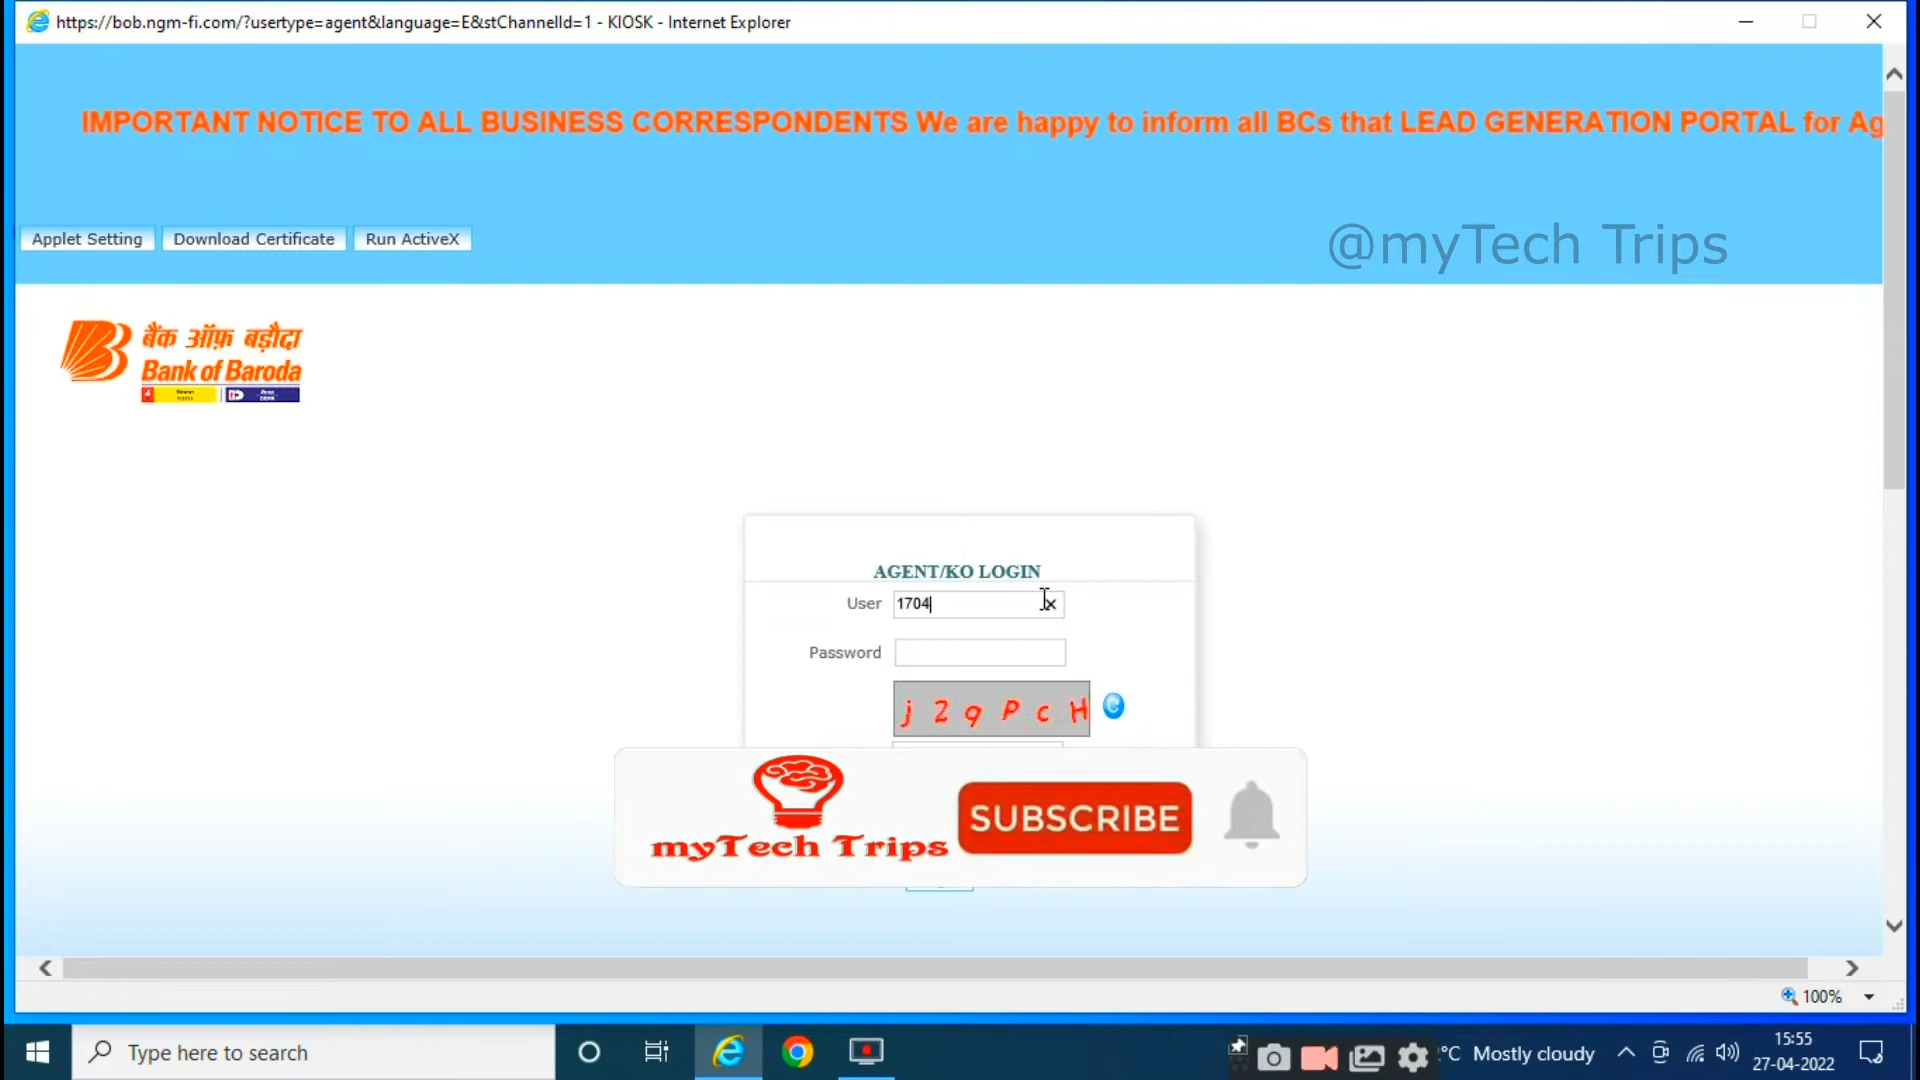 https://bob.ngm-fi.com/?usertype=agent&language=E&stChannelId=1 - KIOSK - Internet Explorer
IMPORTANT NOTICE TO ALL BUSINESS CORRESPONDENTS We are happy to inform all BCs that LEAD GENERATION PORTAL for Ag
Applet Setting Download Certificate Run ActiveX
@myTech Trips
बैंक ऑफ़ बड़ौदा
Bank of Baroda
AGENT/KO LOGIN
User 1704
Password
j 2 q P c H
myTech Trips
SUBSCRIBE
100%
Type here to search
°C Mostly cloudy
15:55
27-04-2022